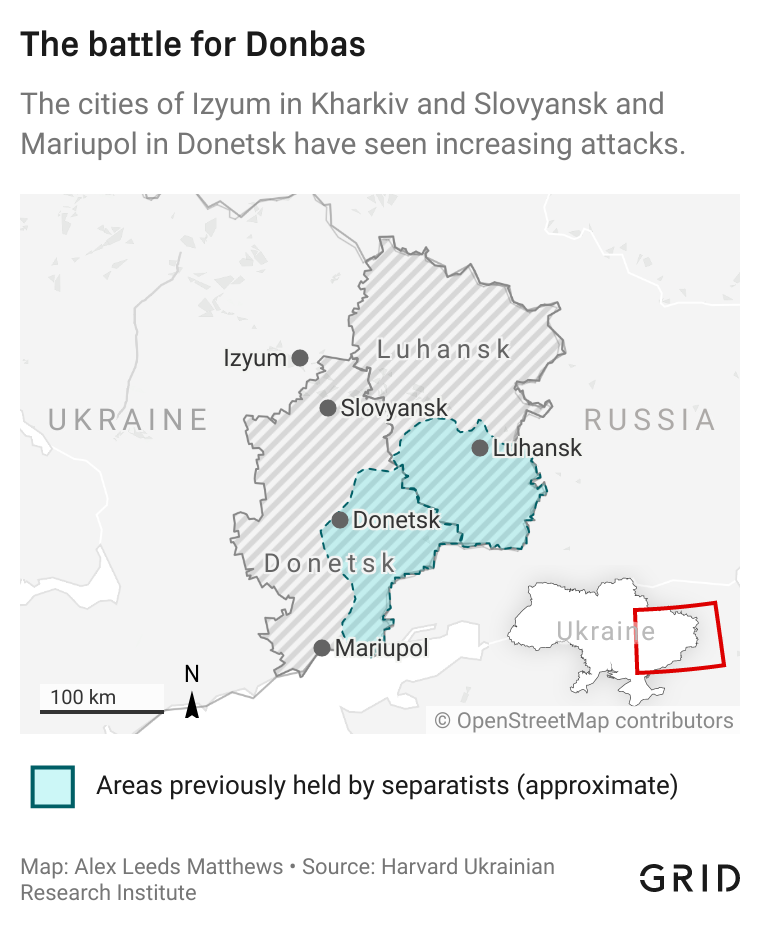 The battle for Donbas
The cities of Izyum in Kharkiv and Slovyansk and
Mariupol in Donetsk have seen increasing attacks.
Luhansk
Izyum
Slovyansk
UKRAINE
RUSSIA
Luhansk
Donetsk
Donetsk
Ukraine
Mariupol
N
100 km
© OpenStreetMap contributors
Areas previously held by separatists (approximate)
Map: Alex Leeds Matthews • Source: Harvard Ukrainian
Research Institute
GRID